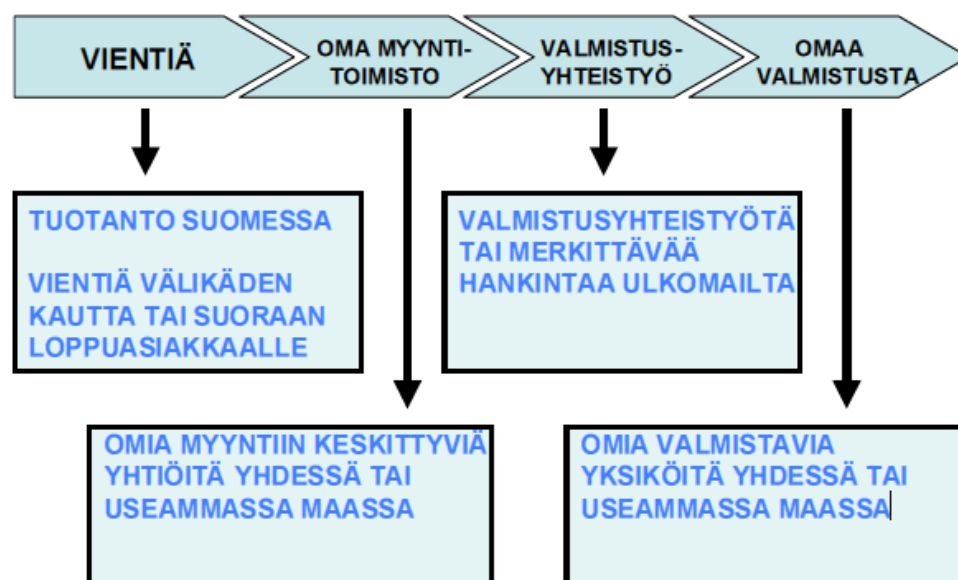 VIENTIÄ
OMA MYYNTI-
TOIMISTO
VALMISTUS-
YHTEISTYÖ
OMAA
VALMISTUSTA
TUOTANTO SUOMESSA
VIENTIÄ VÄLIKÄDEN
KAUTTA TAI SUORAAN
LOPPUASIAKKAALLE
VALMISTUSYHTEISTYÖTÄ
TAI MERKITTÄVÄÄ
HANKINTAA ULKOMAILTA
OMIA MYYNTIIN KESKITTYVIÄ
YHTIÖITÄ YHDESSÄ TAI
USEAMMASSA MAASSA
OMIA VALMISTAVIA
YKSIKÖITÄ YHDESSÄ TAI
USEAMMASSA MAASSA